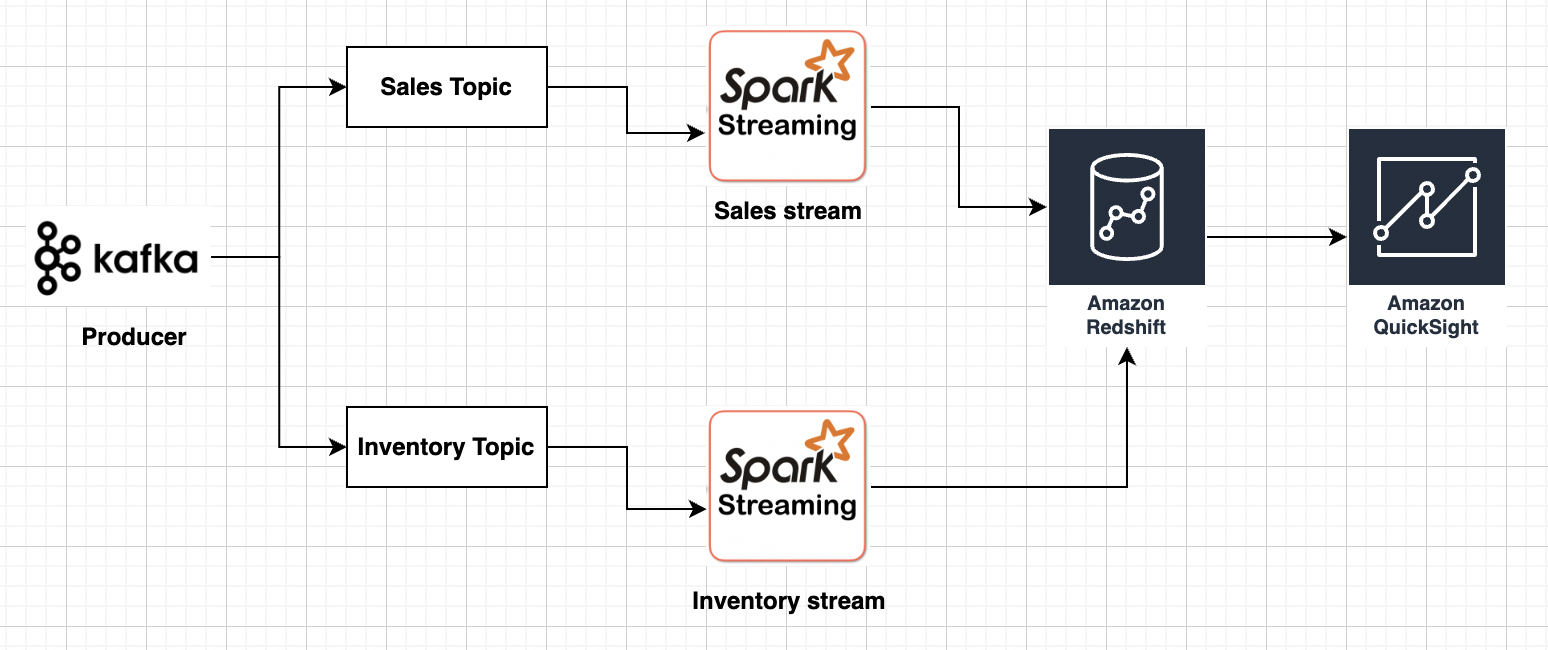 Sales Topic
Spark
Streaming
Sales stream
kafka
Producer
Amazon
Redshift
Amazon
QuickSight
Inventory Topic
Spark
Streaming
Inventory stream